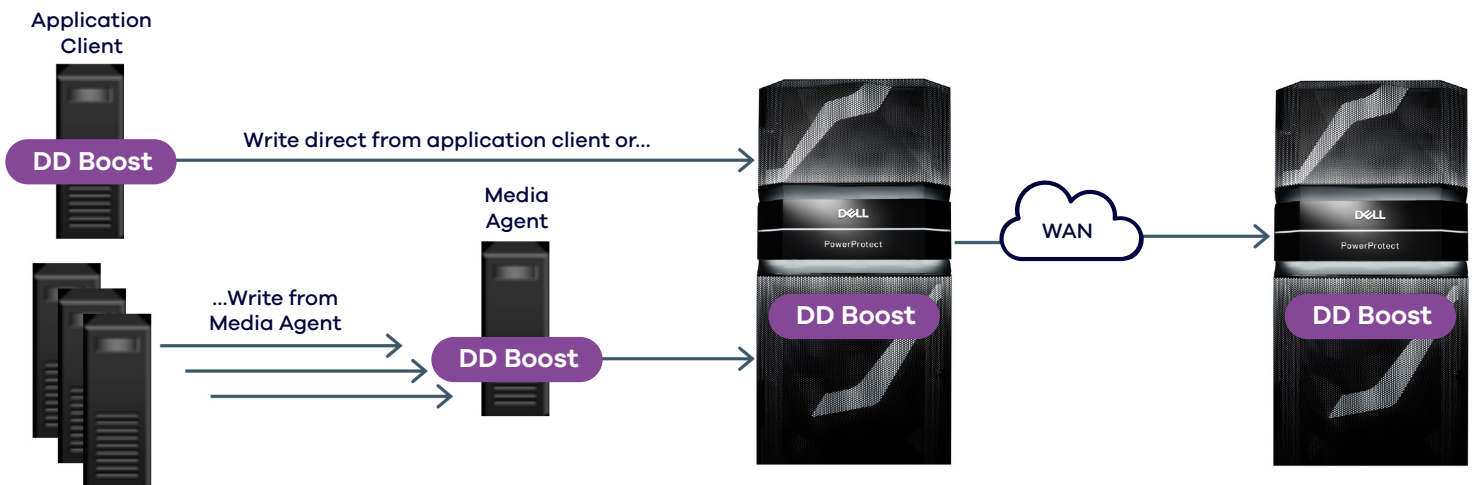 Application
Client
DD Boost
Write direct from application client or...
Media
Agent
...Write from
Media Agent
DD Boost
DELL
PowerProtect
DD Boost
WAN
DELL
PowerProtect
DD Boost